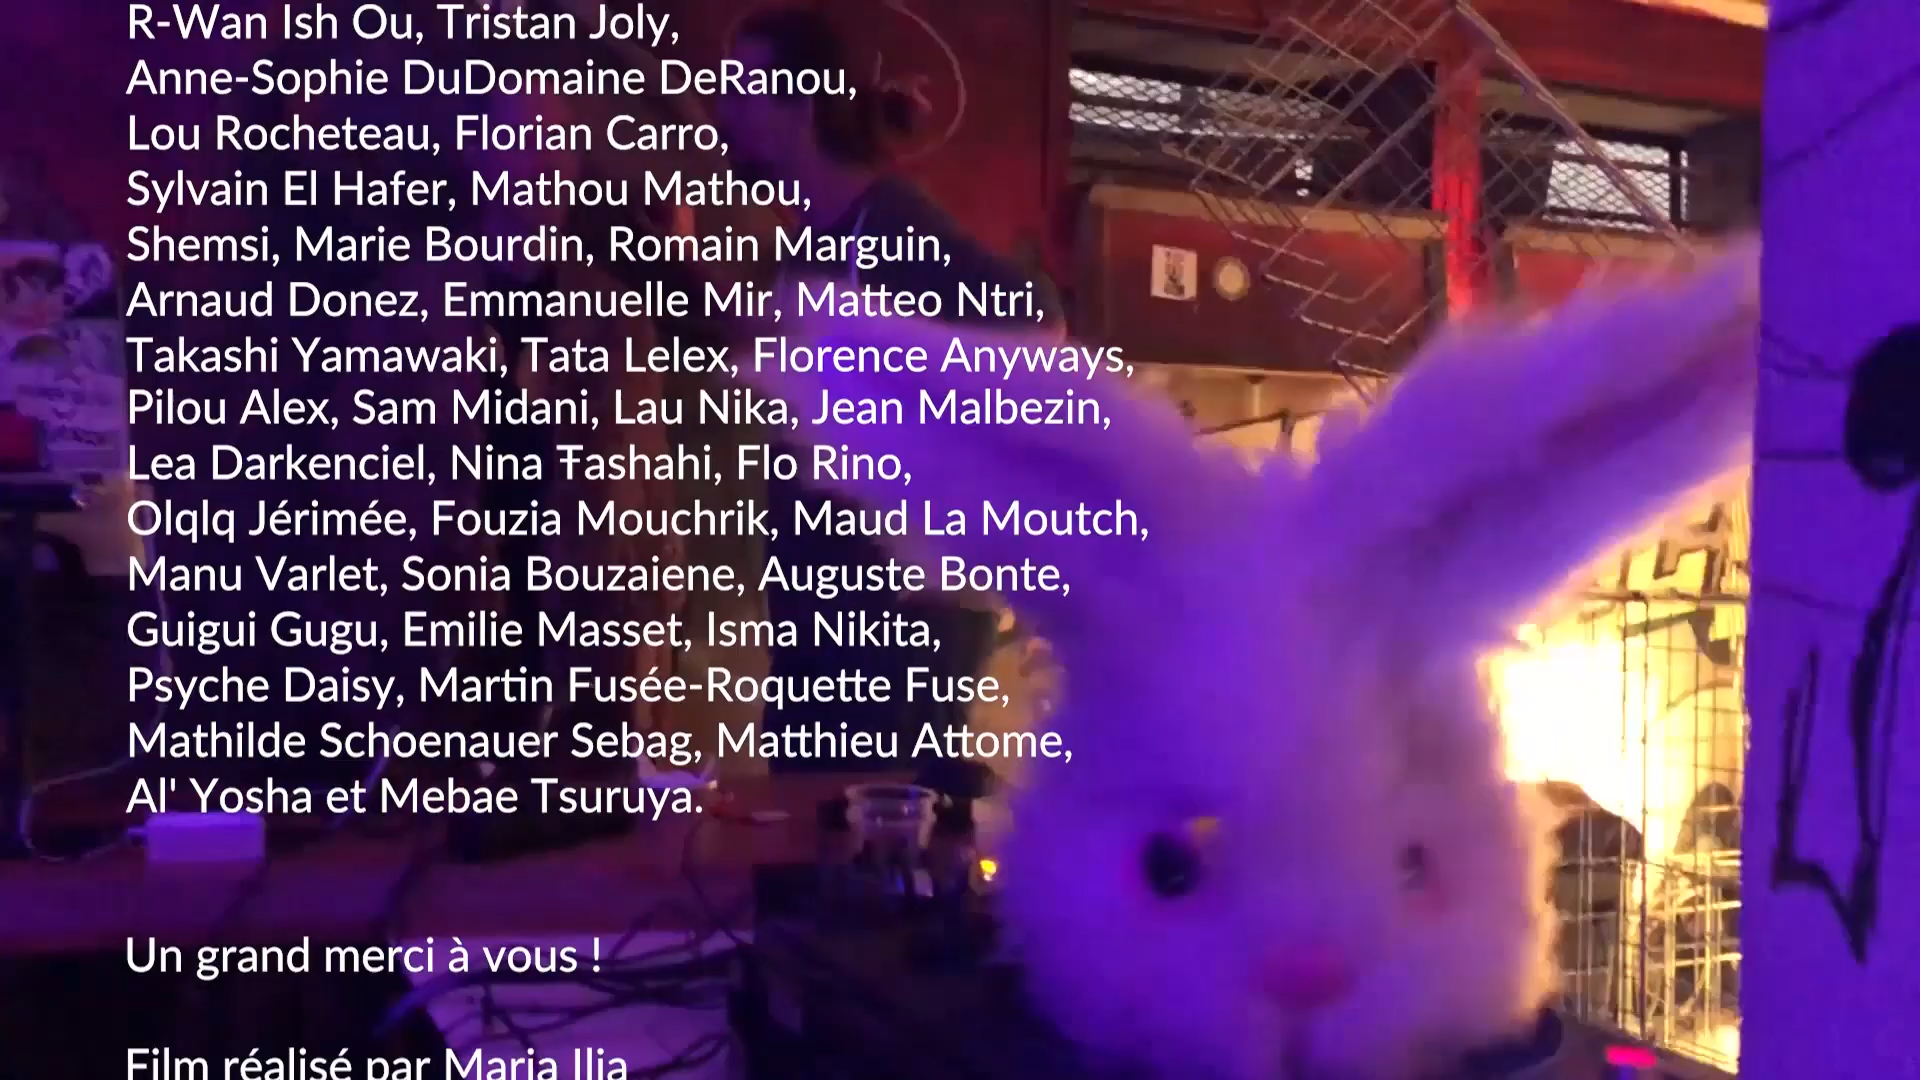 R-Wan Ish Ou, Tristan Joly,
Anne-Sophie DuDomaine DeRanou,
Lou Rocheteau, Florian Carro,
Sylvain El Hafer, Mathou Mathou,
Shemsi, Marie Bourdin, Romain Marguin,
Arnaud Donez, Emmanuelle Mir, Matteo Ntri,
Takashi Yamawaki, Tata Lelex, Florence Anyways,
Pilou Alex, Sam Midani, Lau Nika, Jean Malbezin,
Lea Darkenciel, Nina Ŧashahi, Flo Rino,
Olqlq Jérimée, Fouzia Mouchrik, Maud La Moutch,
Manu Varlet, Sonia Bouzaiene, Auguste Bonte,
Guigui Gugu, Emilie Masset, Isma Nikita,
Psyche Daisy, Martin Fusée-Roquette Fuse,
Mathilde Schoenauer Sebag, Matthieu Attome,
Al' Yosha et Mebae Tsuruya.
Un grand merci à vous !
Film réalisé par Maria Ilia